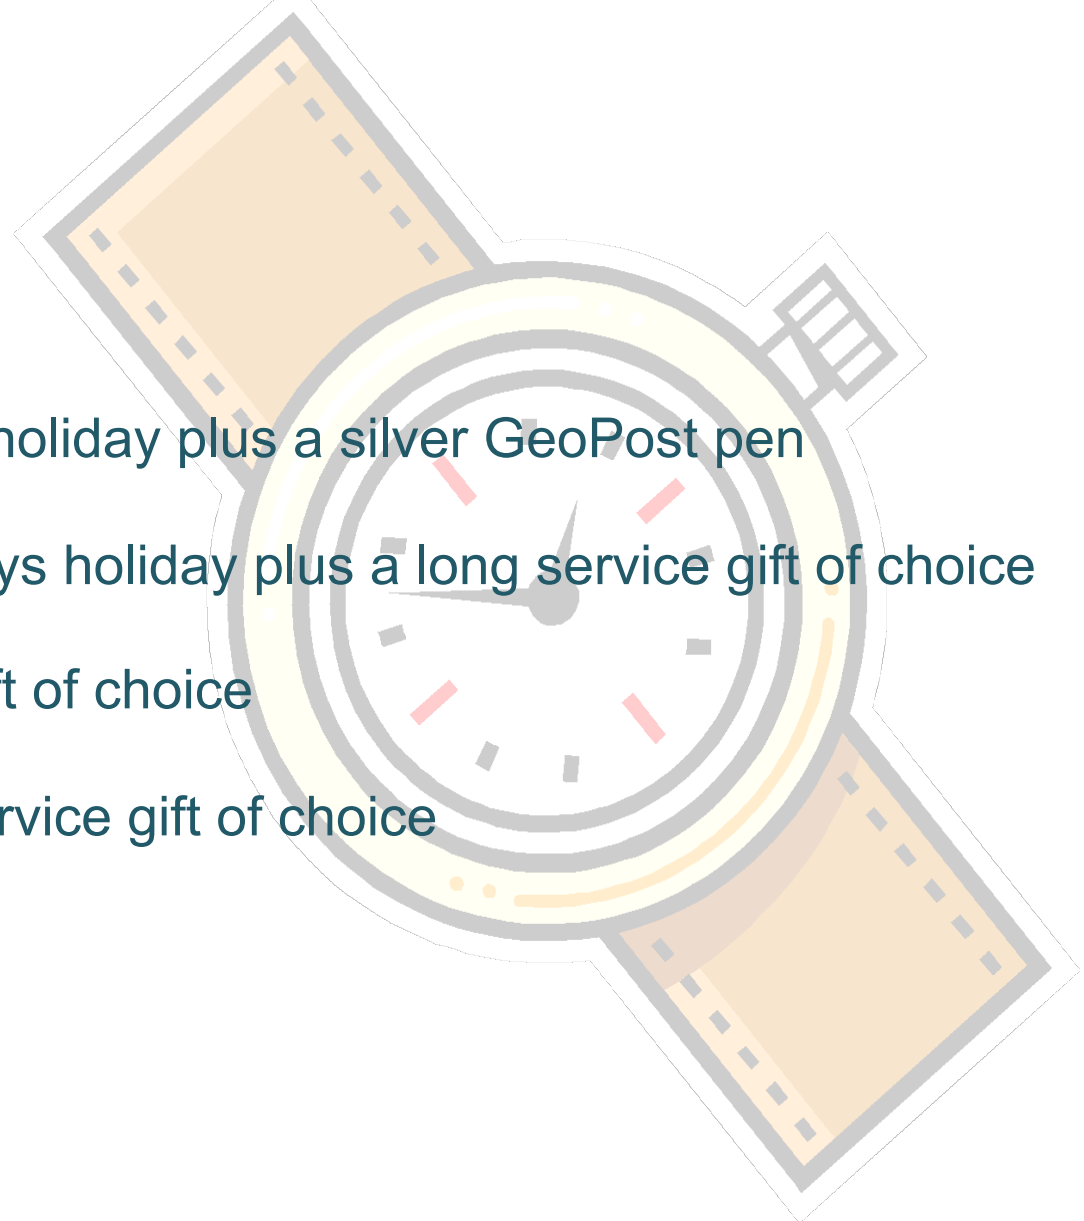 holiday plus a silver GeoPost pen
ys holiday plus a long service gift of choice
ft of choice
rvice gift of choice